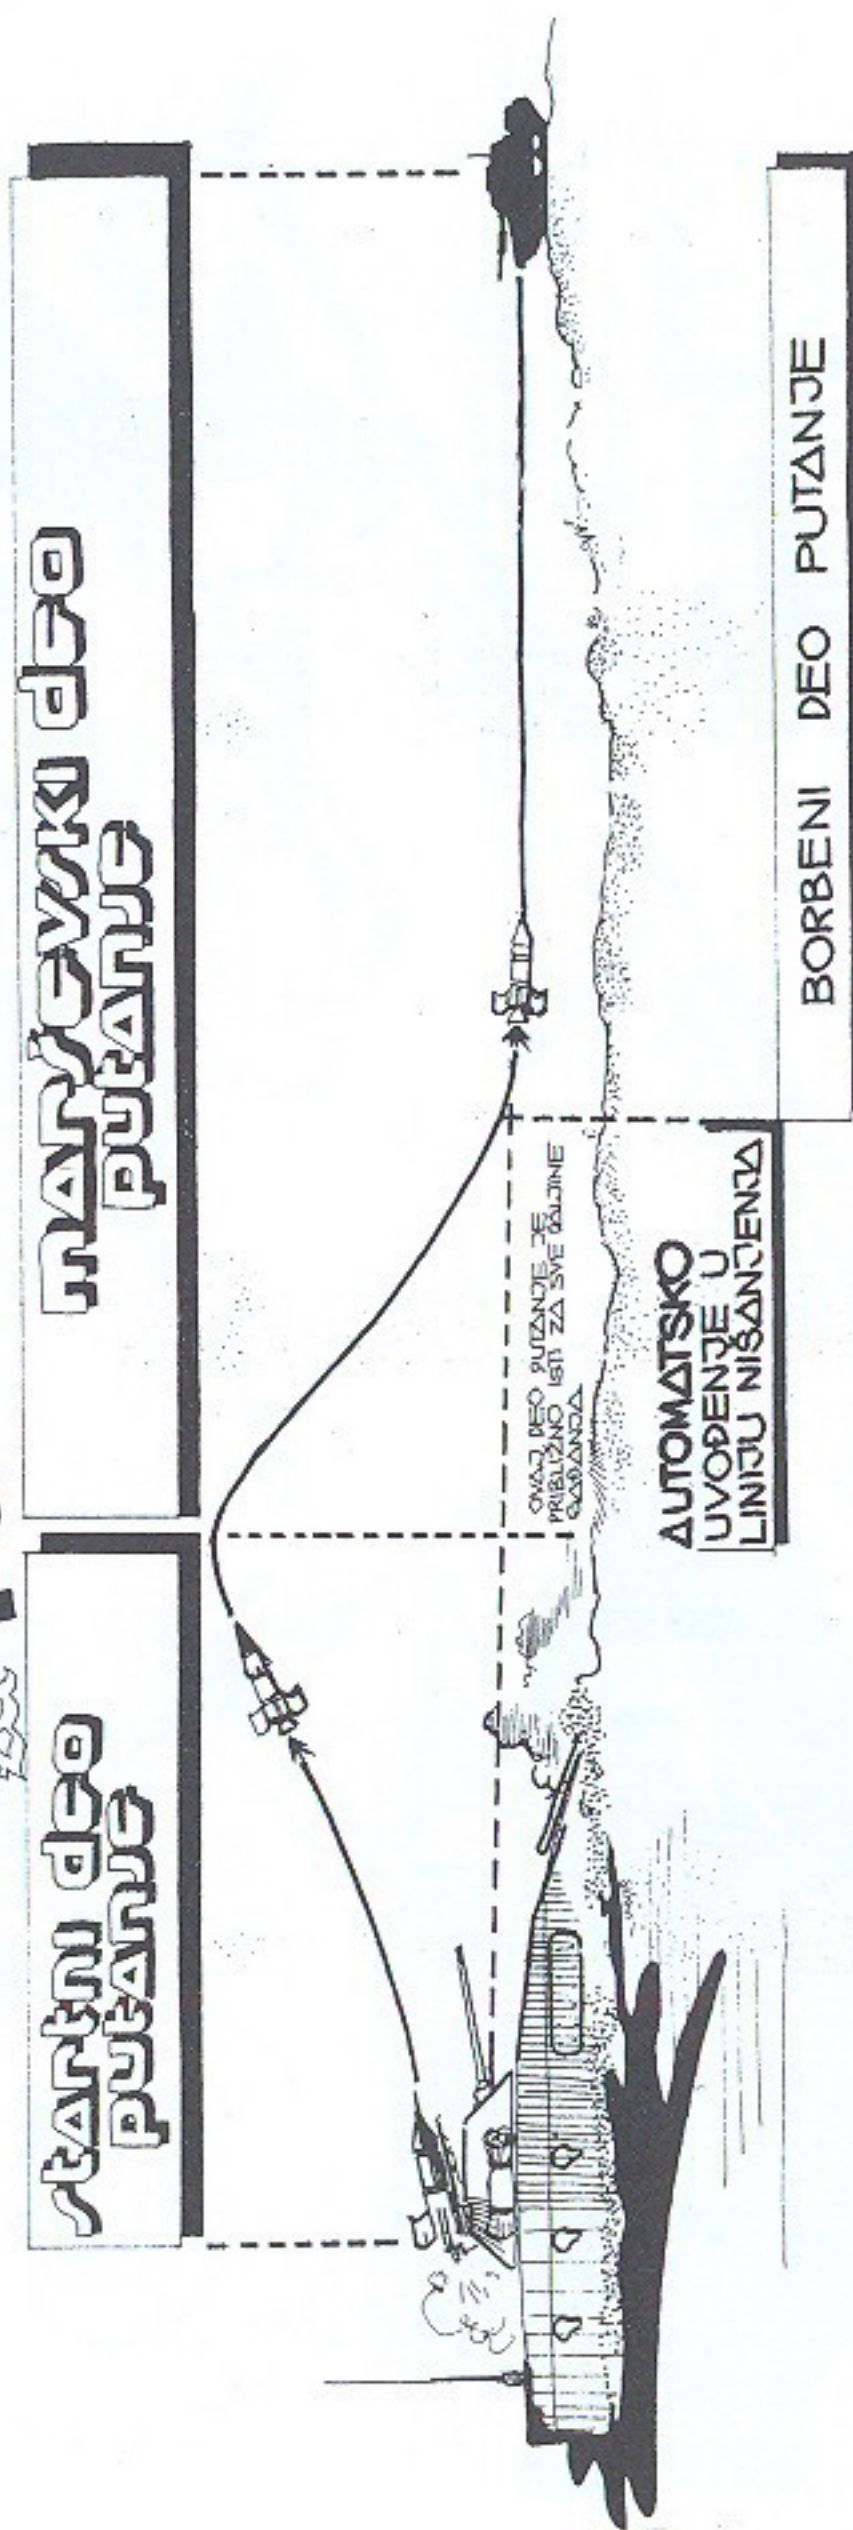 startni deo
putanje
marševski deo
putanje
OVAJ DEO PUTANJE JE
PRIBLIŽNO ISTI ZA SVE DALJINE
GAĐANJA
AUTOMATSKO
UVOĐENJE U
LINIJU NIŠANJENJA
BORBENI DEO PUTANJE